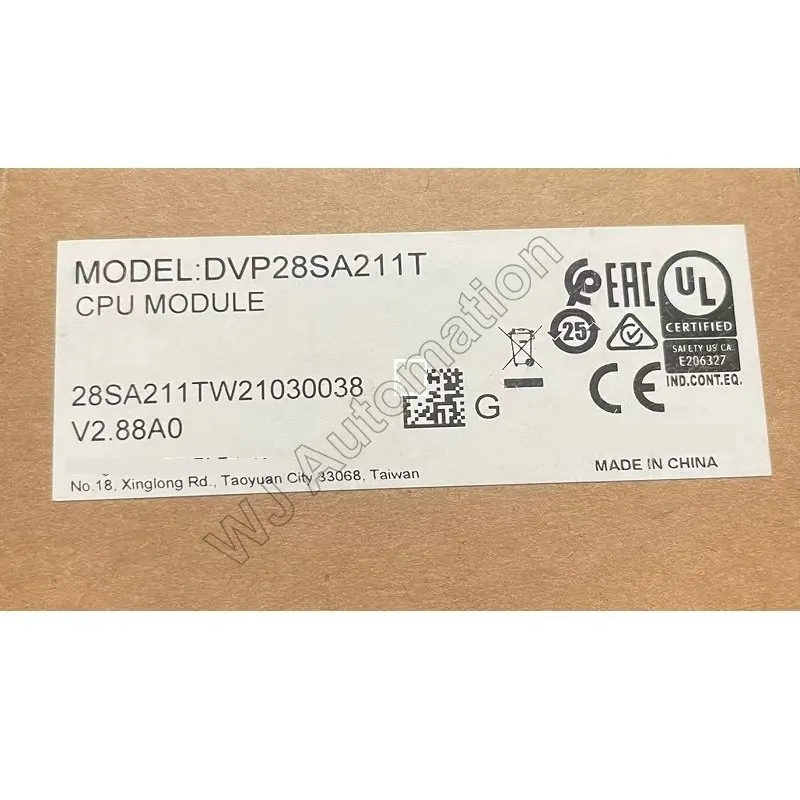 MODEL:DVP28SA211T
CPU MODULE
28SA211TW21030038
V2.88A0
G
No.18, Xinglong Rd., Taoyuan City 33068, Taiwan
EAC
UL
CERTIFIED
SAFETY US CA
E206327
IND.CONT.EQ.
25
CE
MADE IN CHINA
WJ Automation